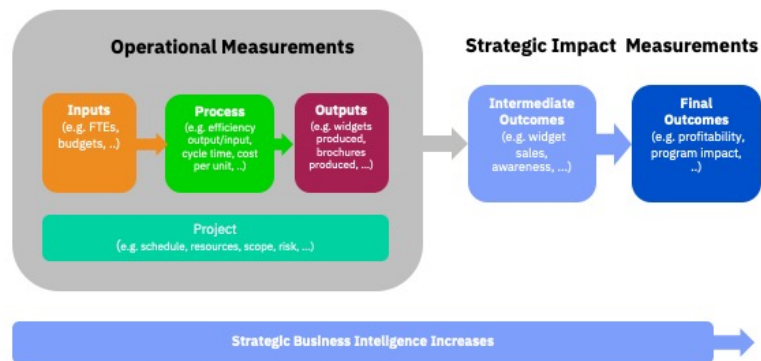 Operational Measurements
Strategic Impact Measurements
Inputs
(e.g. FTEs,
budgets, ..)
Process
(e.g. efficiency
output/input,
cycle time, cost
per unit, ..)
Outputs
(e.g. widgets
produced,
brochures
produced, ...)
Intermediate
Outcomes
(e.g. widget
sales,
awareness, ...)
Final
Outcomes
(e.g. profitability,
program impact,
..)
Project
(e.g. schedule, resources, scope, risk, ...)
Strategic Business Inteligence Increases